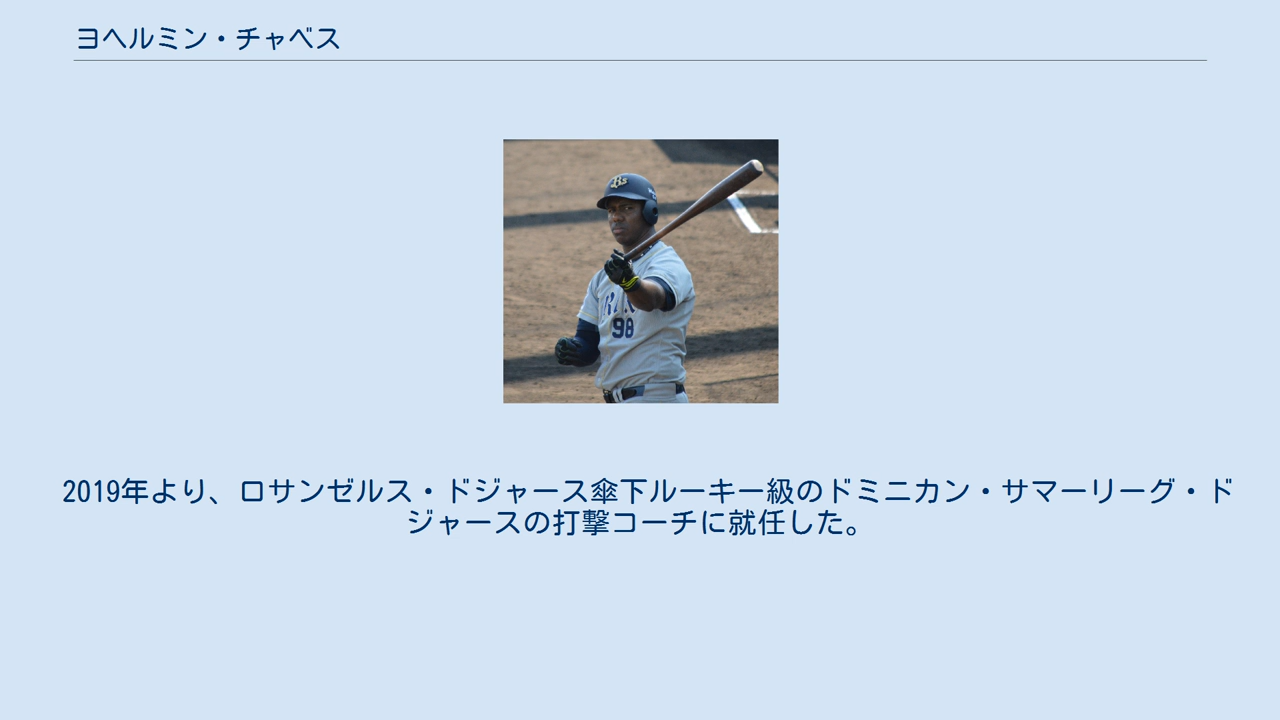 ヨヘルミン・チャベス
Bs
98
2019年より、ロサンゼルス・ドジャース傘下ルーキー級のドミニカン・サマーリーグ・ド
ジャースの打撃コーチに就任した。